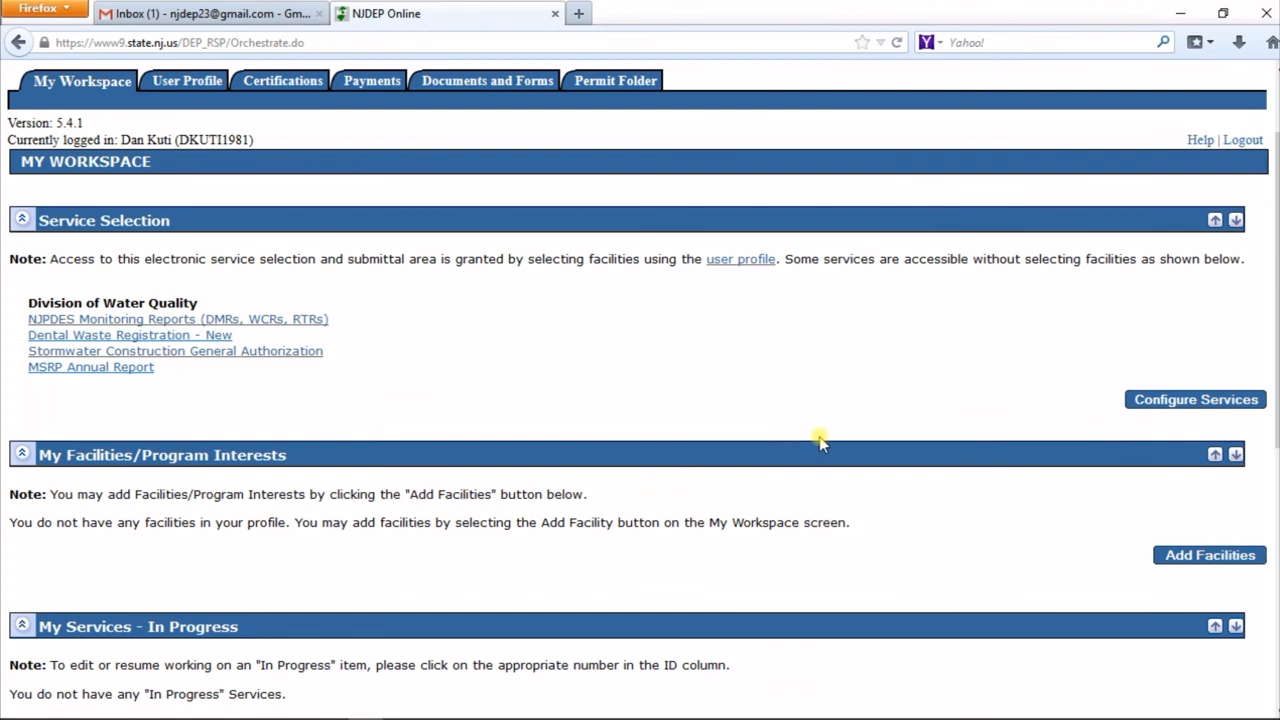 Firefox
Inbox (1) - njdep23@gmail.com - Gm...
NJDEP Online
https://www9.state.nj.us/DEP_RSP/Orchestrate.do
Yahoo!
My Workspace
User Profile
Certifications
Payments
Documents and Forms
Permit Folder
Version: 5.4.1
Currently logged in: Dan Kuti (DKUTI1981)
Help | Logout
MY WORKSPACE
Service Selection
Note: Access to this electronic service selection and submittal area is granted by selecting facilities using the user profile. Some services are accessible without selecting facilities as shown below.
Division of Water Quality
NJPDES Monitoring Reports (DMRs, WCRs, RTRs)
Dental Waste Registration - New
Stormwater Construction General Authorization
MSRP Annual Report
Configure Services
My Facilities/Program Interests
Note: You may add Facilities/Program Interests by clicking the "Add Facilities" button below.
You do not have any facilities in your profile. You may add facilities by selecting the Add Facility button on the My Workspace screen.
Add Facilities
My Services - In Progress
Note: To edit or resume working on an "In Progress" item, please click on the appropriate number in the ID column.
You do not have any "In Progress" Services.